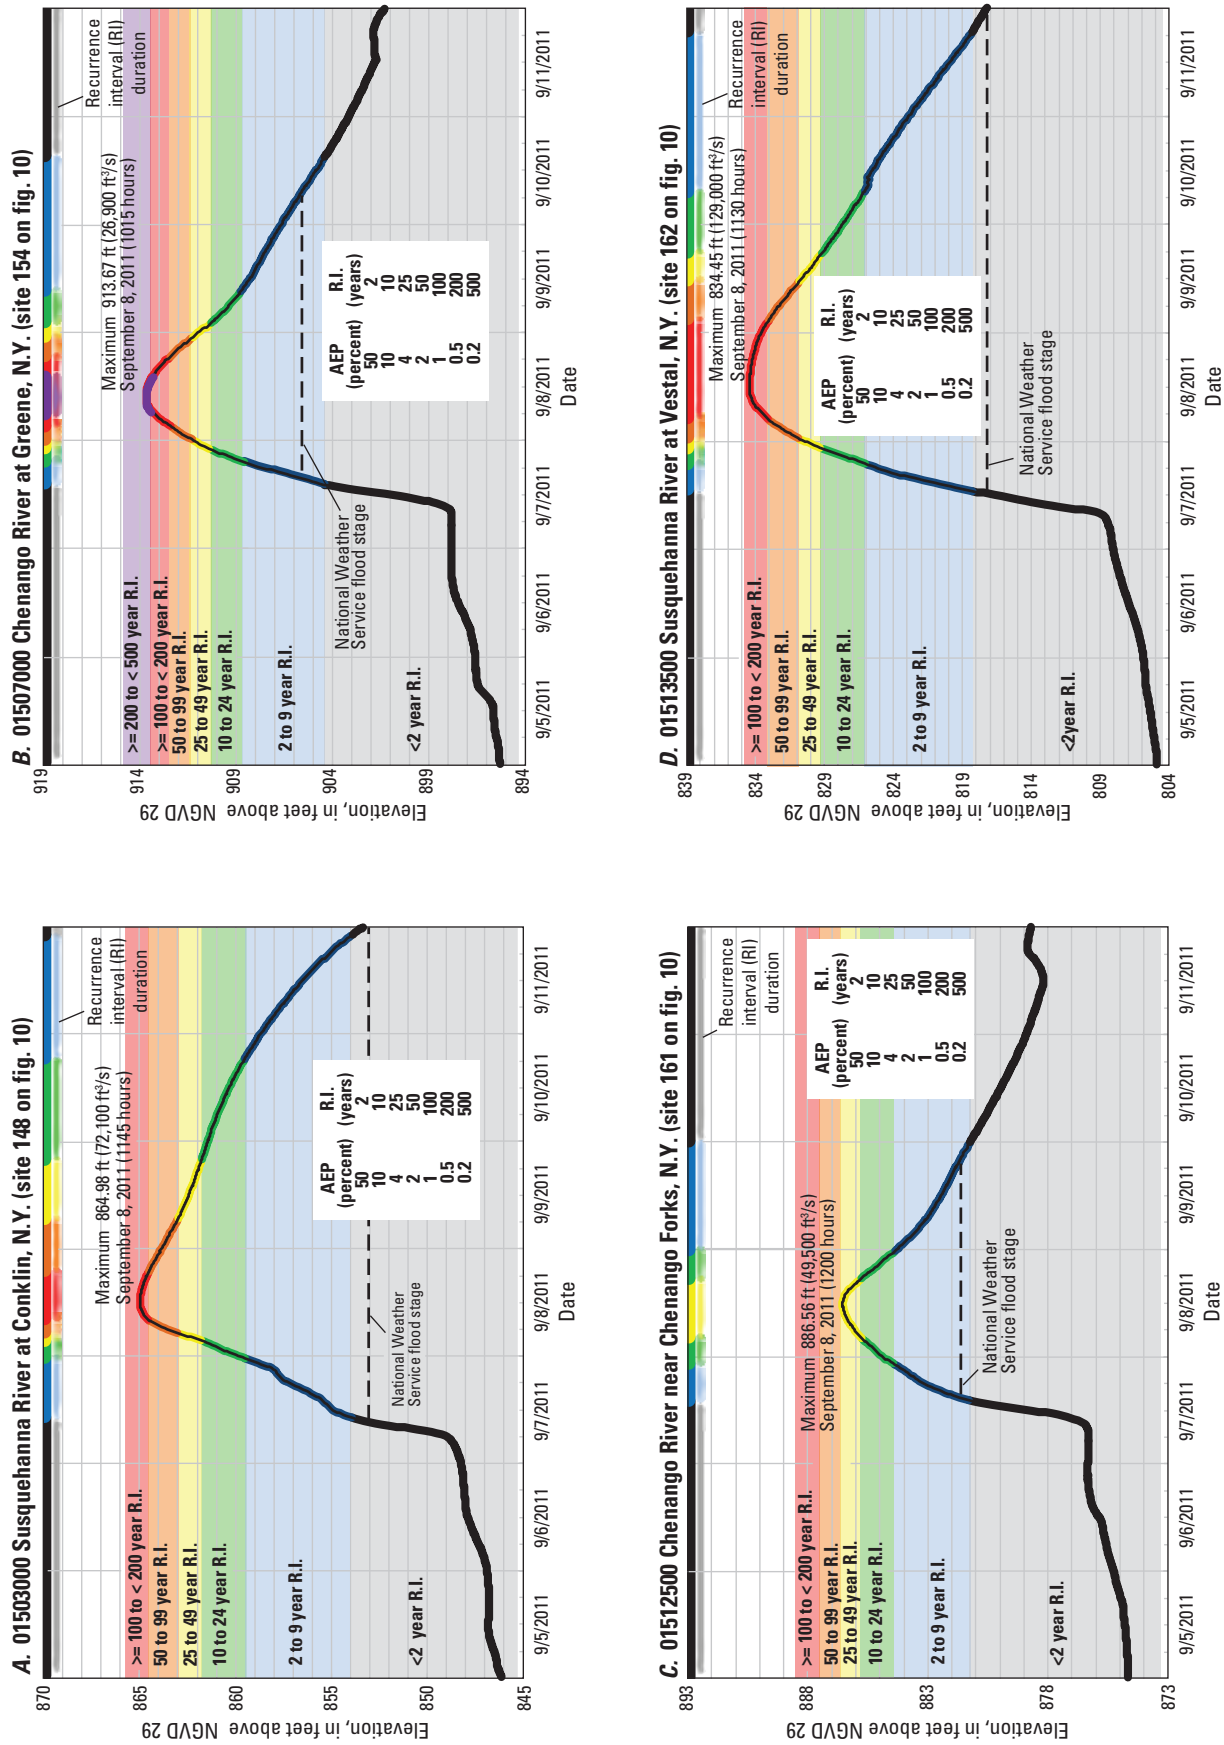 A. 01503000 Susquehanna River at Conklin, N.Y. (site 148 on fig. 10)
870
865
860
855
850
845
Elevation, in feet above
NGVD 29
Recurrence
interval (RI)
duration
Maximum 864.98 ft (72,100 ft³/s)
September 8, 2011 (1145 hours)
>= 100 to < 200 year R.I.
50 to 99 year R.I.
25 to 49 year R.I.
10 to 24 year R.I.
2 to 9 year R.I.
<2 year R.I.
AEP R.I.
(percent) (years)
50 2
10 10
4 25
2 50
1 100
0.5 200
0.2 500
National Weather
Service flood stage
9/5/2011 9/6/2011 9/7/2011 9/8/2011 9/9/2011 9/10/2011 9/11/2011
Date
B. 01507000 Chenango River at Greene, N.Y. (site 154 on fig. 10)
919
914
909
904
899
894
Elevation, in feet above
NGVD 29
Recurrence
interval (RI)
duration
Maximum 913.67 ft (26,900 ft³/s)
September 8, 2011 (1015 hours)
>= 200 to < 500 year R.I.
>= 100 to < 200 year R.I.
50 to 99 year R.I.
25 to 49 year R.I.
10 to 24 year R.I.
2 to 9 year R.I.
<2 year R.I.
AEP R.I.
(percent) (years)
50 2
10 10
4 25
2 50
1 100
0.5 200
0.2 500
National Weather
Service flood stage
9/5/2011 9/6/2011 9/7/2011 9/8/2011 9/9/2011 9/10/2011 9/11/2011
Date
C. 01512500 Chenango River near Chenango Forks, N.Y. (site 161 on fig. 10)
893
888
883
878
873
Elevation, in feet above
NGVD 29
Recurrence
interval (RI)
duration
Maximum 886.56 ft (49,500 ft³/s)
September 8, 2011 (1200 hours)
>= 100 to < 200 year R.I.
50 to 99 year R.I.
25 to 49 year R.I.
10 to 24 year R.I.
2 to 9 year R.I.
<2 year R.I.
AEP R.I.
(percent) (years)
50 2
10 10
4 25
2 50
1 100
0.5 200
0.2 500
National Weather
Service flood stage
9/5/2011 9/6/2011 9/7/2011 9/8/2011 9/9/2011 9/10/2011 9/11/2011
Date
D. 01513500 Susquehanna River at Vestal, N.Y. (site 162 on fig. 10)
839
834
829
824
819
814
809
804
Elevation, in feet above
NGVD 29
Recurrence
interval (RI)
duration
Maximum 834.45 ft (129,000 ft³/s)
September 8, 2011 (1130 hours)
>= 100 to < 200 year R.I.
50 to 99 year R.I.
25 to 49 year R.I.
10 to 24 year R.I.
2 to 9 year R.I.
<2year R.I.
AEP R.I.
(percent) (years)
50 2
10 10
4 25
2 50
1 100
0.5 200
0.2 500
National Weather
Service flood stage
9/5/2011 9/6/2011 9/7/2011 9/8/2011 9/9/2011 9/10/2011 9/11/2011
Date